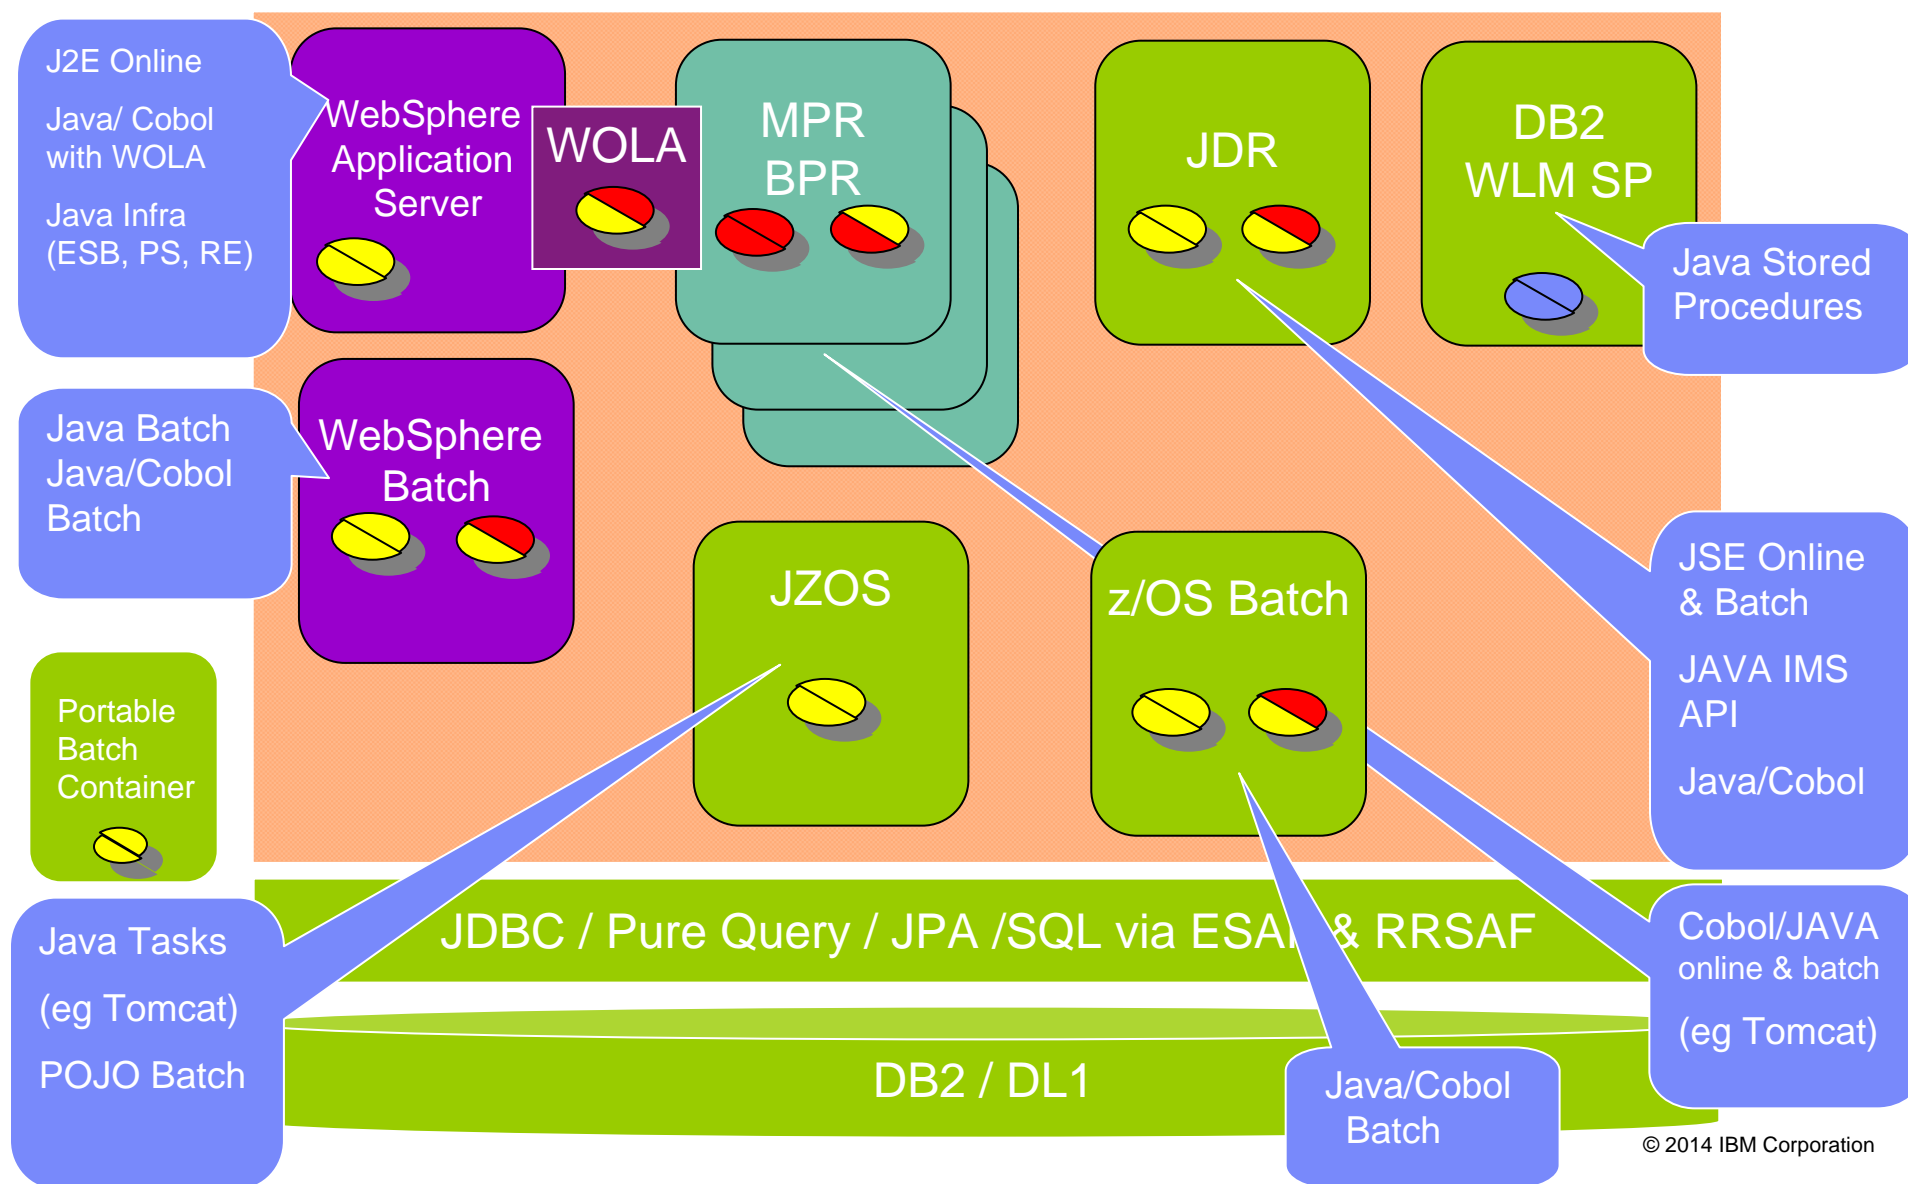 J2E Online
Java/ Cobol
with WOLA
Java Infra
(ESB, PS, RE)
WebSphere
Application
Server
WOLA
MPR
BPR
JDR
DB2
WLM SP
Java Stored
Procedures
Java Batch
Java/Cobol
Batch
WebSphere
Batch
JZOS
z/OS Batch
JSE Online
& Batch
JAVA IMS
API
Java/Cobol
Portable
Batch
Container
Java Tasks
(eg Tomcat)
POJO Batch
JDBC / Pure Query / JPA /SQL via & RRSAF
DB2 / DL1
Java/Cobol
Batch
Cobol/JAVA
online & batch
(eg Tomcat)
© 2014 IBM Corporation